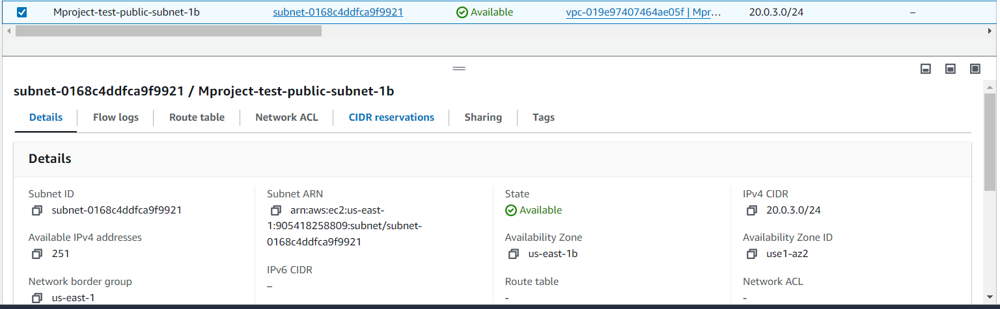 Mproject-test-public-subnet-1b subnet-0168c4ddfca9f9921 Available vpc-019e97407464ae05f | Mpr... 20.0.3.0/24 –
subnet-0168c4ddfca9f9921 / Mproject-test-public-subnet-1b
Details Flow logs Route table Network ACL CIDR reservations Sharing Tags
Details
Subnet ID
subnet-0168c4ddfca9f9921
Available IPv4 addresses
251
Network border group
us-east-1
Subnet ARN
arn:aws:ec2:us-east-
1:905418258809:subnet/subnet-
0168c4ddfca9f9921
IPv6 CIDR
–
State
Available
Availability Zone
us-east-1b
Route table
-
IPv4 CIDR
20.0.3.0/24
Availability Zone ID
use1-az2
Network ACL
-